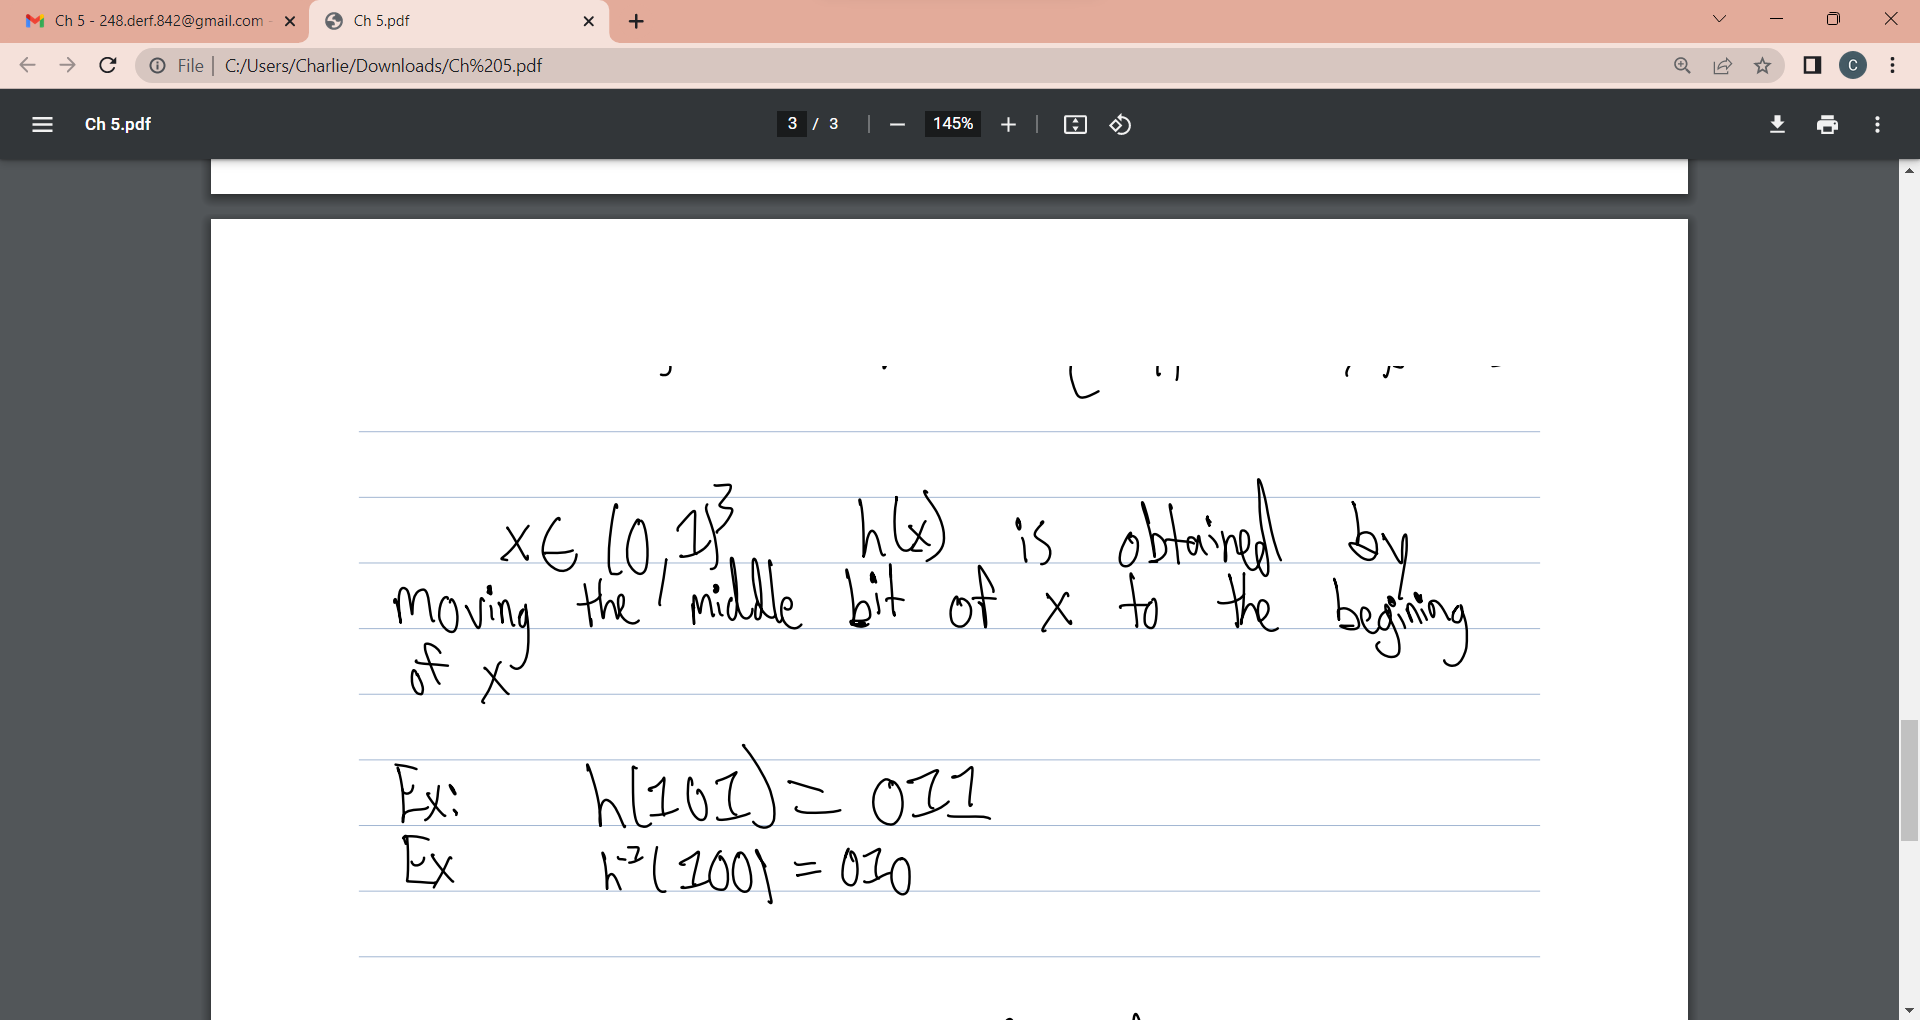 Ch 5 - 248.derf.842@gmail.com -
Ch 5.pdf
File | C:/Users/Charlie/Downloads/Ch%205.pdf
C
Ch 5.pdf
3 / 3
145%
x ∈ {0,1}³ h(x) is obtained by
moving the middle bit of x to the begining
of x
Ex: h(101) = 011
Ex h⁻¹(100) = 010